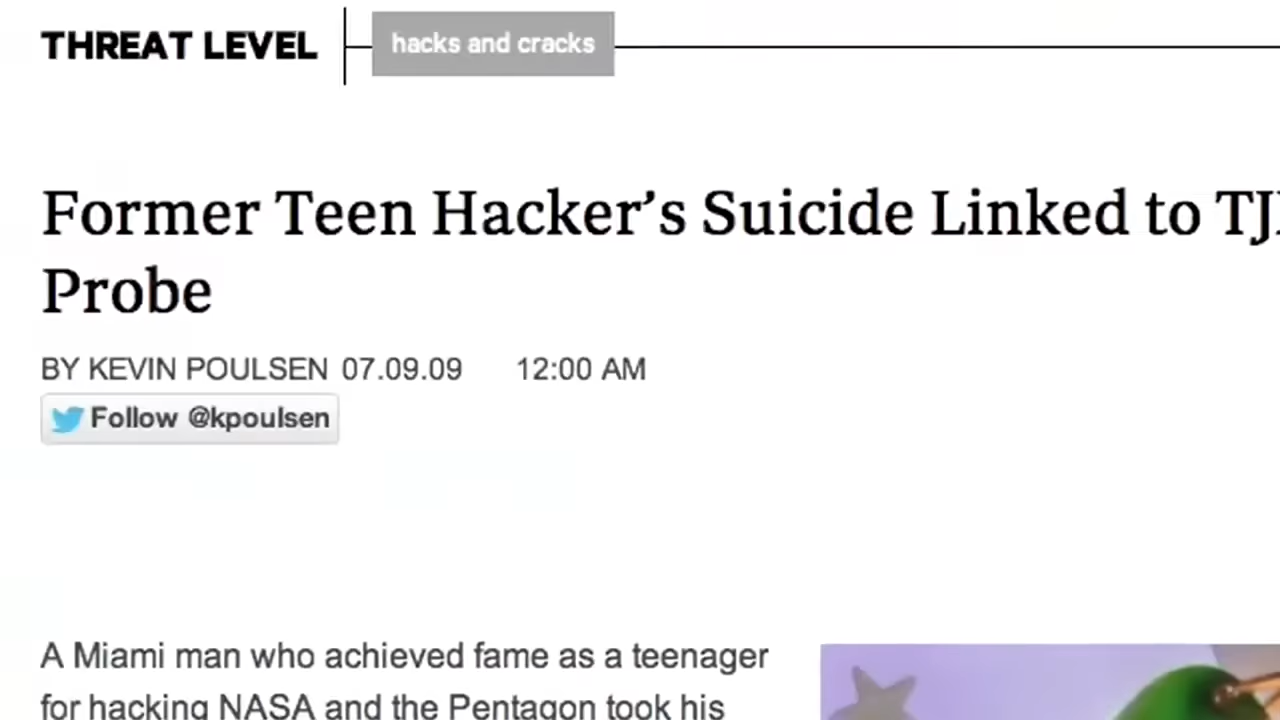 THREAT LEVEL hacks and cracks
Former Teen Hacker’s Suicide Linked to
Probe
BY KEVIN POULSEN 07.09.09 12:00 AM
Follow @kpoulsen
A Miami man who achieved fame as a teenager
for hacking NASA and the Pentagon took his